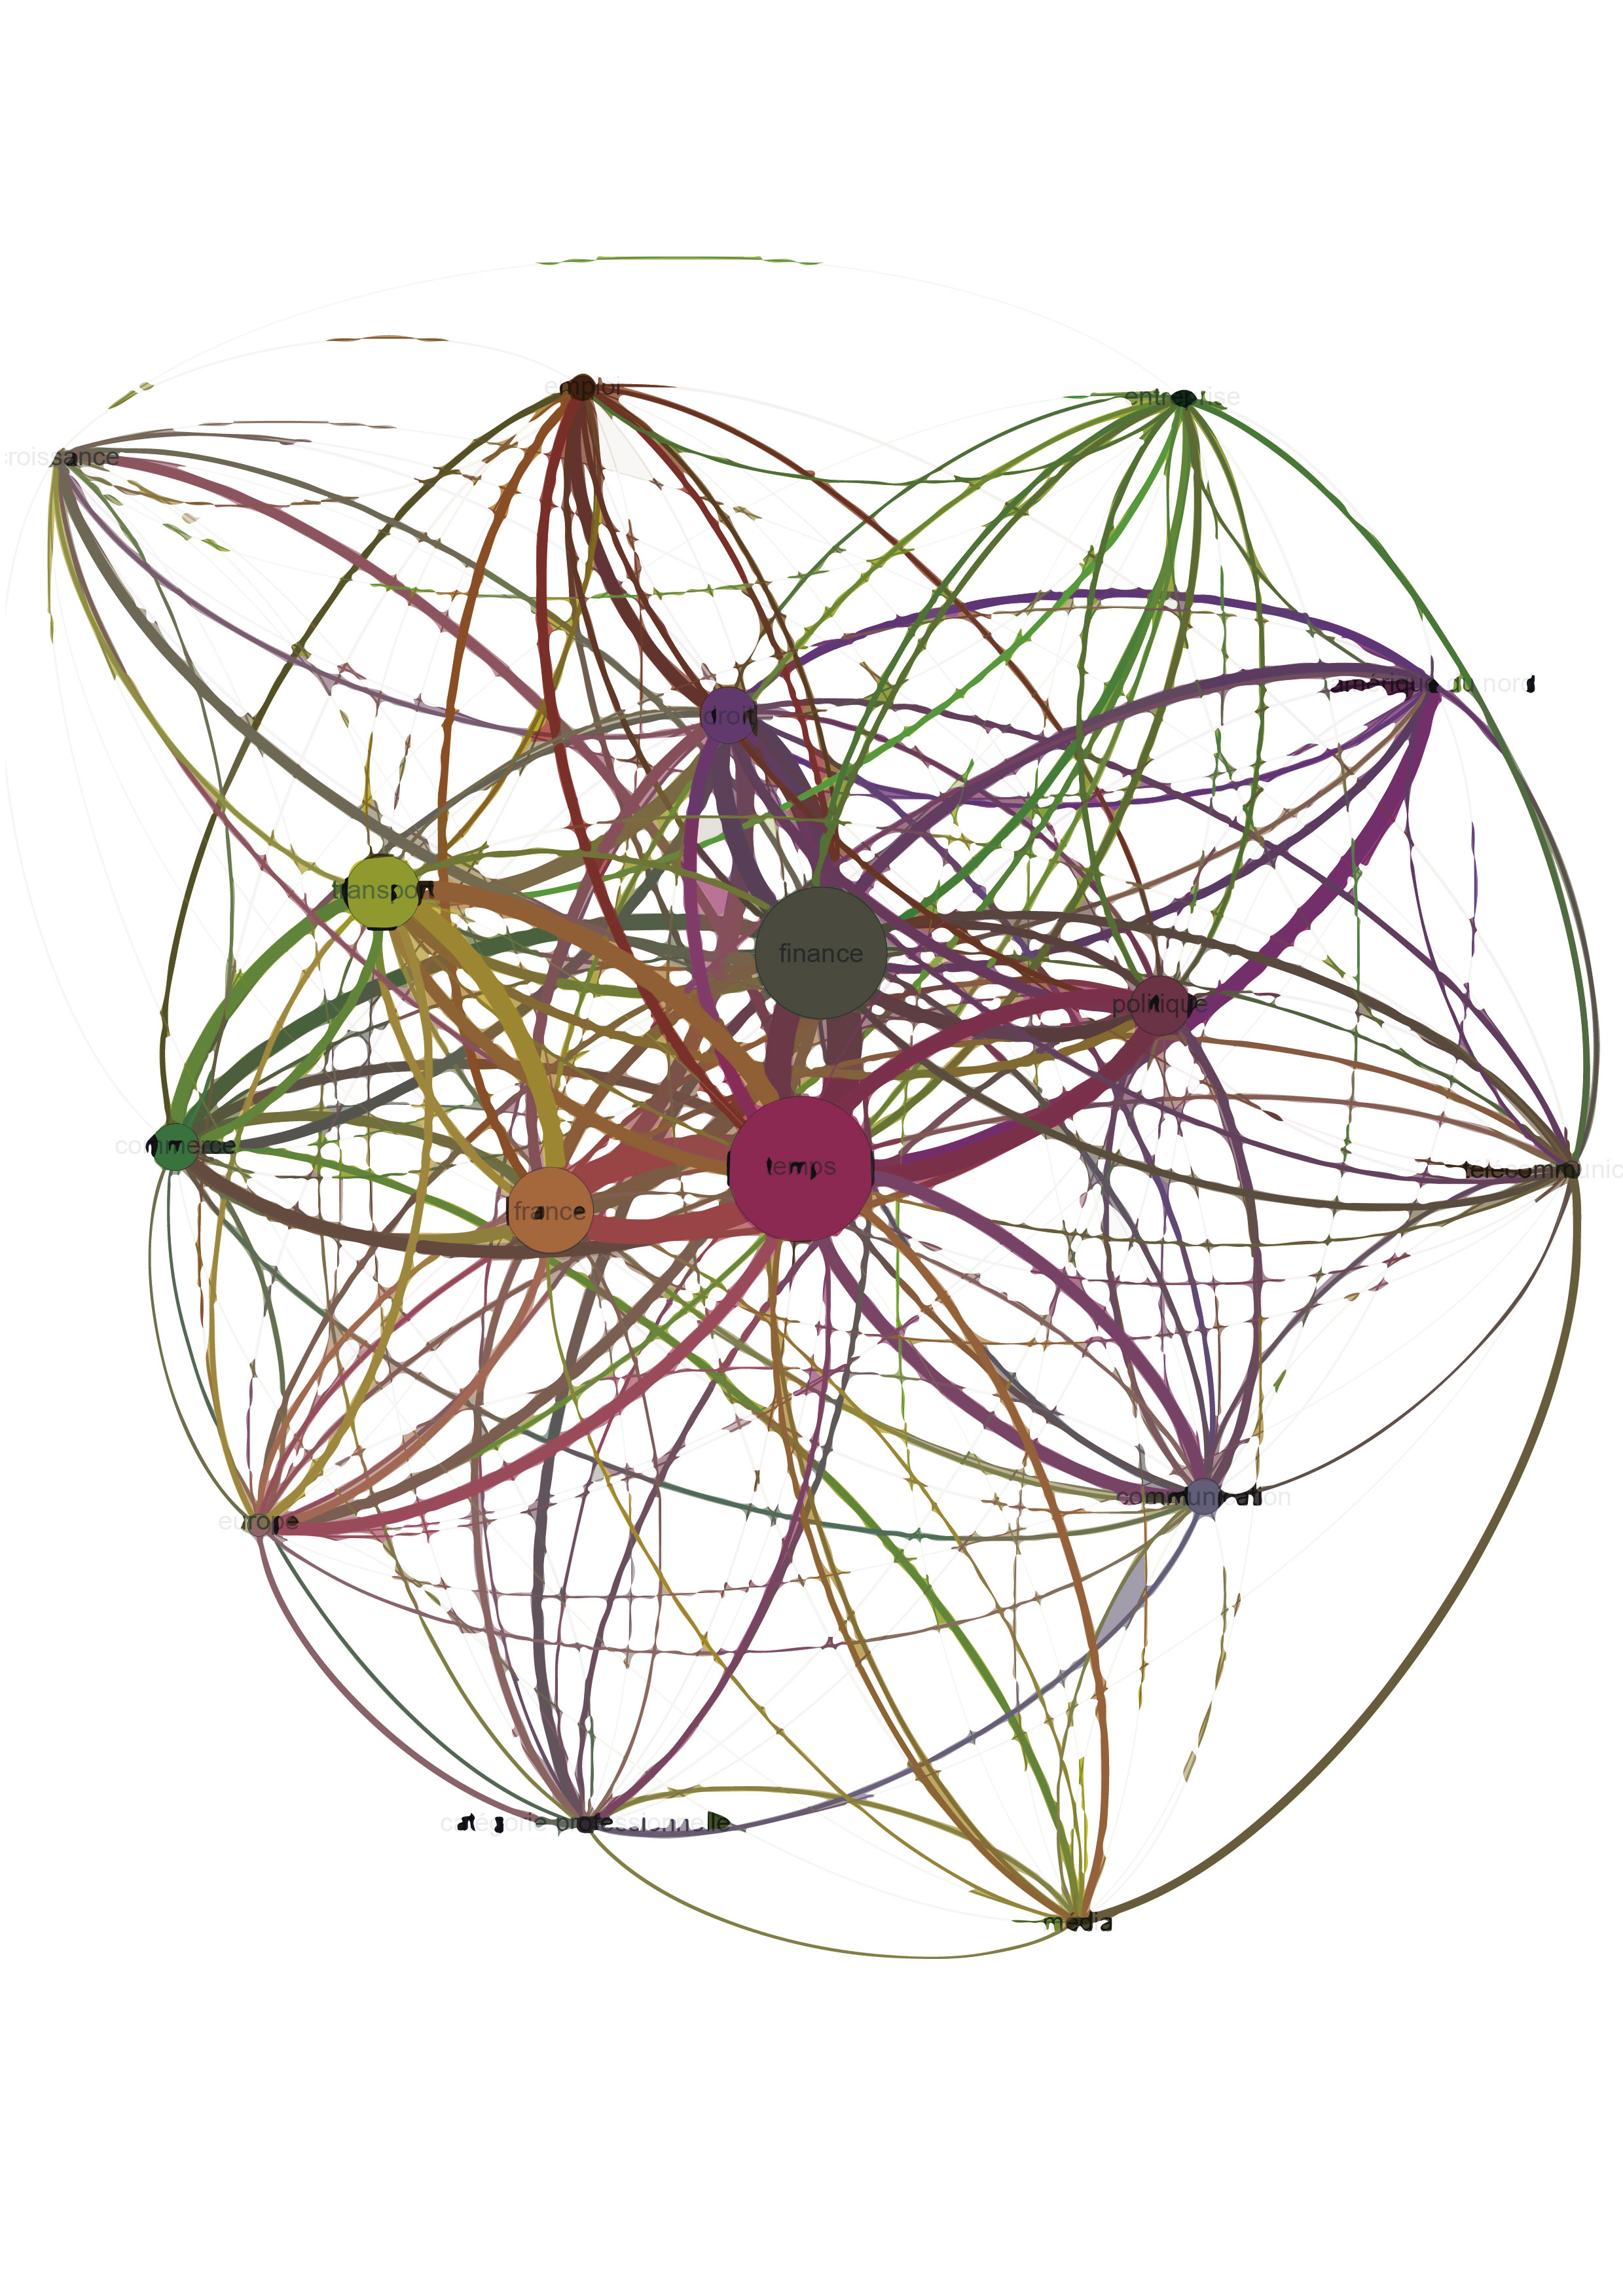 emploi
entreprise
croissance
amérique du nord
droit
transport
finance
politique
commerce
temps
télécommunic
france
communication
europe
catégorie professionnelle
média